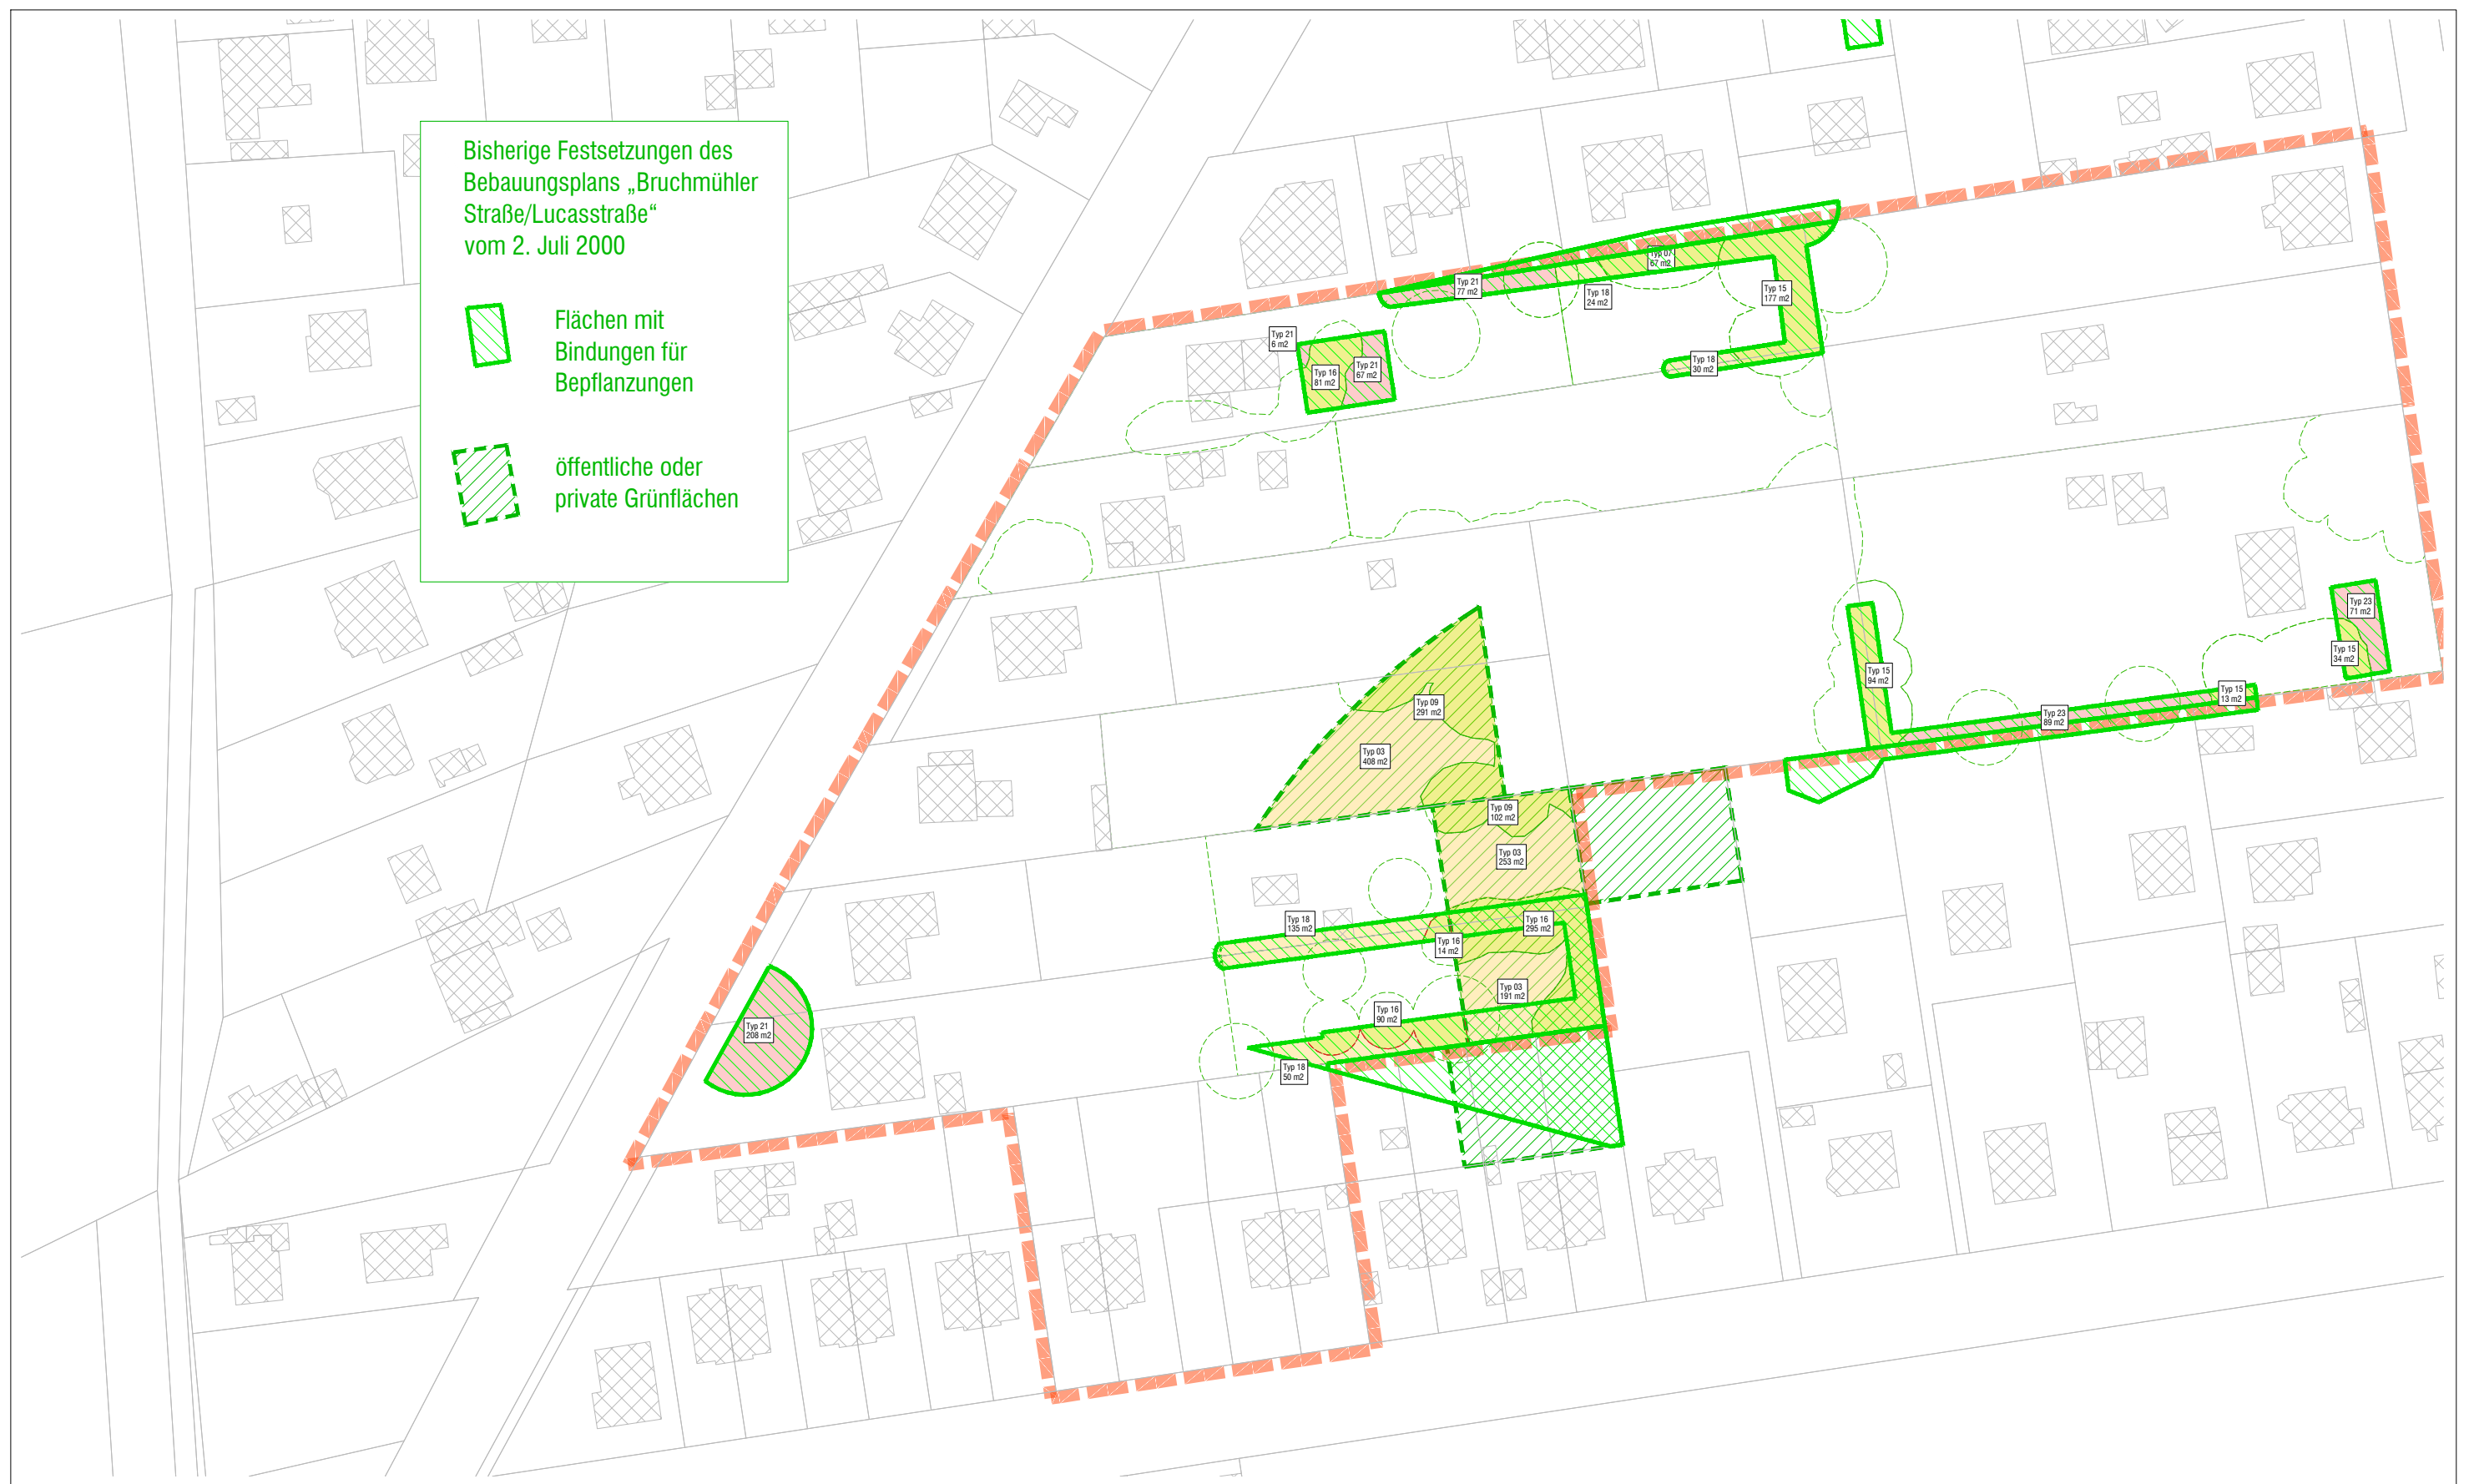 Bisherige Festsetzungen des
Bebauungsplans „Bruchmühler
Straße/Lucasstraße“
vom 2. Juli 2000
Flächen mit
Bindungen für
Bepflanzungen
öffentliche oder
private Grünflächen
Typ 07
67 m2
Typ 21
77 m2
Typ 18
24 m2
Typ 15
177 m2
Typ 21
6 m2
Typ 16
81 m2
Typ 21
67 m2
Typ 18
30 m2
Typ 23
71 m2
Typ 15
34 m2
Typ 15
94 m2
Typ 15
13 m2
Typ 23
89 m2
Typ 09
291 m2
Typ 03
408 m2
Typ 09
102 m2
Typ 03
253 m2
Typ 18
135 m2
Typ 16
295 m2
Typ 16
14 m2
Typ 03
191 m2
Typ 16
90 m2
Typ 21
208 m2
Typ 18
50 m2